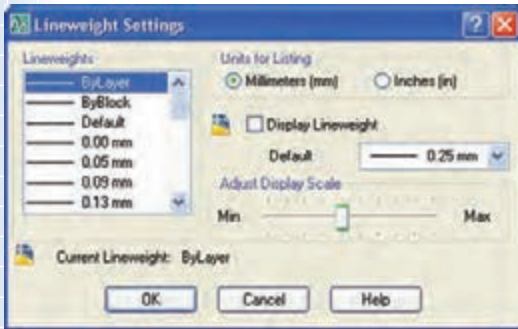 Lineweight Settings
Lineweights
ByLayer
ByBlock
Default
0.00 mm
0.05 mm
0.09 mm
0.13 mm
Units for Listing
Millimeters (mm) Inches (in)
Display Lineweight
Default 0.25 mm
Adjust Display Scale
Min Max
Current Lineweight: ByLayer
OK Cancel Help